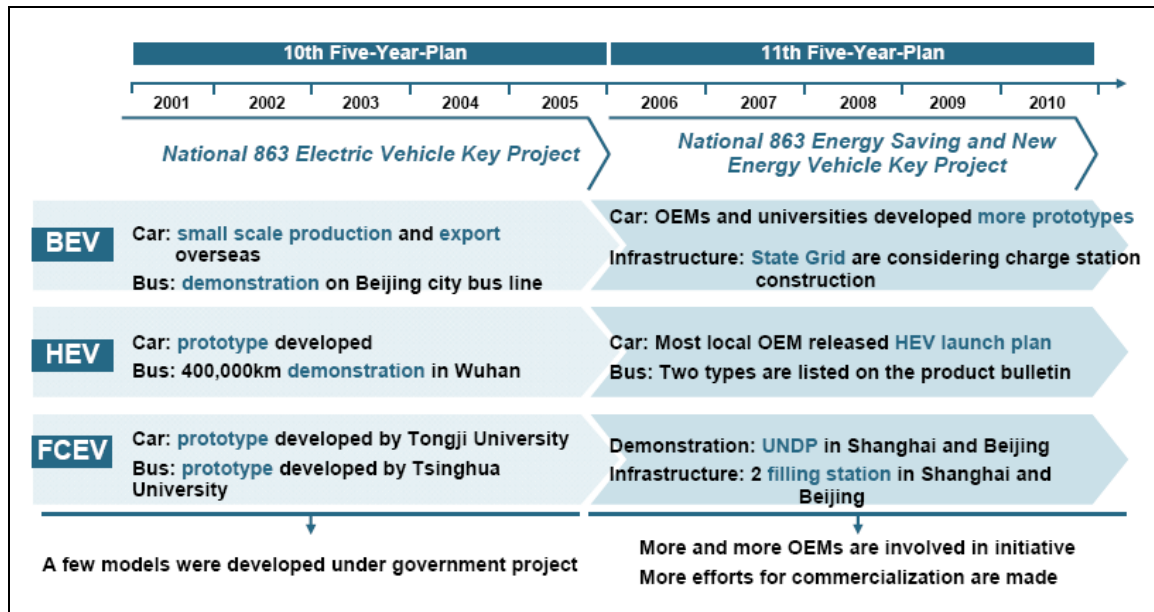 10th Five-Year-Plan
11th Five-Year-Plan
2001 2002 2003 2004 2005 2006 2007 2008 2009 2010
National 863 Electric Vehicle Key Project
National 863 Energy Saving and New
Energy Vehicle Key Project
BEV
Car: small scale production and export
overseas
Bus: demonstration on Beijing city bus line
Car: OEMs and universities developed more prototypes
Infrastructure: State Grid are considering charge station
construction
HEV
Car: prototype developed
Bus: 400,000km demonstration in Wuhan
Car: Most local OEM released HEV launch plan
Bus: Two types are listed on the product bulletin
FCEV
Car: prototype developed by Tongji University
Bus: prototype developed by Tsinghua
University
Demonstration: UNDP in Shanghai and Beijing
Infrastructure: 2 filling station in Shanghai and
Beijing
A few models were developed under government project
More and more OEMs are involved in initiative
More efforts for commercialization are made